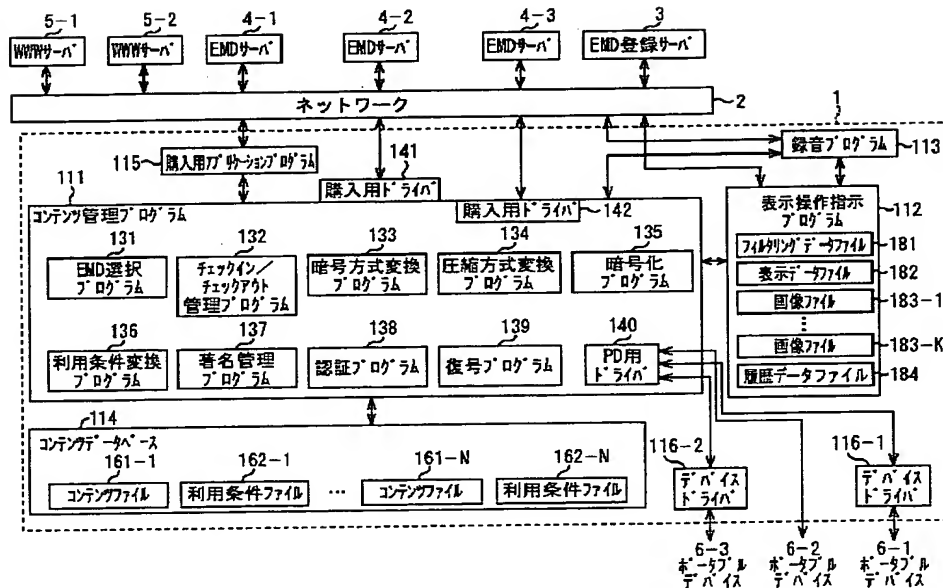 5-1 5-2 4-1 4-2 4-3 3
WWWサーバ WWWサーバ EMDサーバ EMDサーバ EMDサーバ EMD登録サーバ
ネットワーク 2
1
115 購入用アプリケーションプログラム
141
購入用ドライバ
録音プログラム 113
111
コンテンツ管理プログラム
購入用ドライバ 142
131
EMD選択
プログラム
132
チェックイン/
チェックアウト
管理プログラム
133
暗号方式変換
プログラム
134
圧縮方式変換
プログラム
135
暗号化
プログラム
136
利用条件変換
プログラム
137
著名管理
プログラム
138
認証プログラム
139
復号プログラム
140
PD用
ドライバ
表示操作指示
プログラム 112
フィルタリングデータファイル 181
表示データファイル 182
画像ファイル 183-1
⋮
画像ファイル 183-K
履歴データファイル 184
114
コンテンツデータベース
161-1 162-1 161-N 162-N
コンテンツファイル 利用条件ファイル … コンテンツファイル 利用条件ファイル
116-2
デバイス
ドライバ
116-1
デバイス
ドライバ
6-3
ポータブル
デバイス
6-2
ポータブル
デバイス
6-1
ポータブル
デバイス